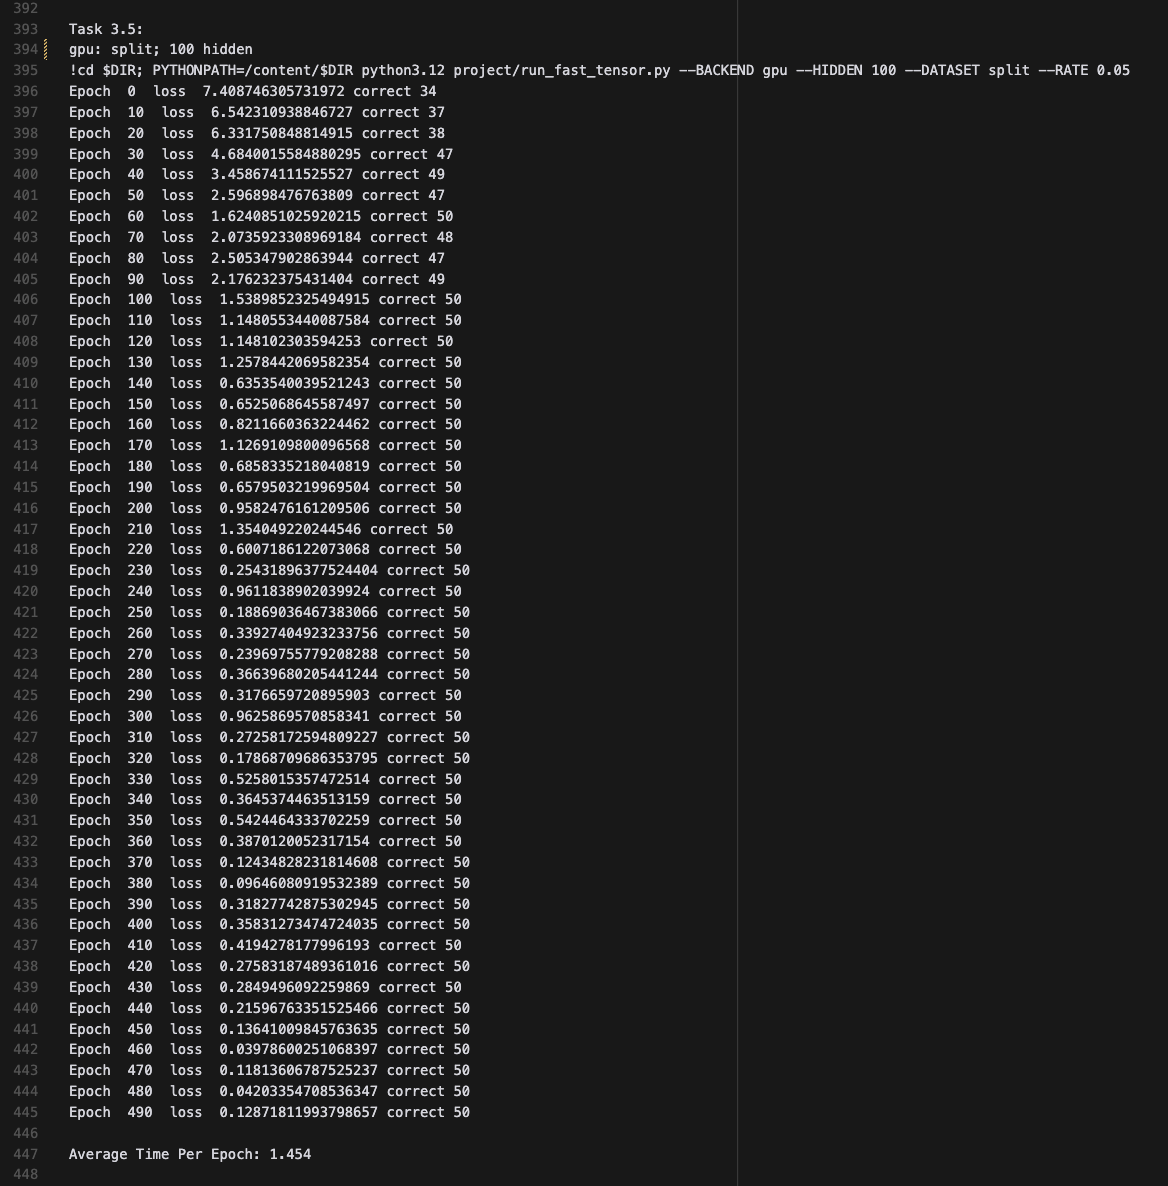 392
393 Task 3.5:
394 gpu: split; 100 hidden
395 !cd $DIR; PYTHONPATH=/content/$DIR python3.12 project/run_fast_tensor.py --BACKEND gpu --HIDDEN 100 --DATASET split --RATE 0.05
396 Epoch  0  loss  7.408746305731972 correct 34
397 Epoch  10  loss  6.542310938846727 correct 37
398 Epoch  20  loss  6.331750848814915 correct 38
399 Epoch  30  loss  4.6840015584880295 correct 47
400 Epoch  40  loss  3.458674111525527 correct 49
401 Epoch  50  loss  2.596898476763809 correct 47
402 Epoch  60  loss  1.6240851025920215 correct 50
403 Epoch  70  loss  2.0735923308969184 correct 48
404 Epoch  80  loss  2.505347902863944 correct 47
405 Epoch  90  loss  2.176232375431404 correct 49
406 Epoch  100  loss  1.5389852325494915 correct 50
407 Epoch  110  loss  1.1480553440087584 correct 50
408 Epoch  120  loss  1.148102303594253 correct 50
409 Epoch  130  loss  1.2578442069582354 correct 50
410 Epoch  140  loss  0.6353540039521243 correct 50
411 Epoch  150  loss  0.6525068645587497 correct 50
412 Epoch  160  loss  0.8211660363224462 correct 50
413 Epoch  170  loss  1.1269109800096568 correct 50
414 Epoch  180  loss  0.6858335218040819 correct 50
415 Epoch  190  loss  0.6579503219969504 correct 50
416 Epoch  200  loss  0.9582476161209506 correct 50
417 Epoch  210  loss  1.354049220244546 correct 50
418 Epoch  220  loss  0.6007186122073068 correct 50
419 Epoch  230  loss  0.25431896377524404 correct 50
420 Epoch  240  loss  0.9611838902039924 correct 50
421 Epoch  250  loss  0.18869036467383066 correct 50
422 Epoch  260  loss  0.33927404923233756 correct 50
423 Epoch  270  loss  0.23969755779208288 correct 50
424 Epoch  280  loss  0.36639680205441244 correct 50
425 Epoch  290  loss  0.3176659720895903 correct 50
426 Epoch  300  loss  0.9625869570858341 correct 50
427 Epoch  310  loss  0.27258172594809227 correct 50
428 Epoch  320  loss  0.17868709686353795 correct 50
429 Epoch  330  loss  0.5258015357472514 correct 50
430 Epoch  340  loss  0.3645374463513159 correct 50
431 Epoch  350  loss  0.5424464333702259 correct 50
432 Epoch  360  loss  0.3870120052317154 correct 50
433 Epoch  370  loss  0.12434828231814608 correct 50
434 Epoch  380  loss  0.09646080919532389 correct 50
435 Epoch  390  loss  0.31827742875302945 correct 50
436 Epoch  400  loss  0.35831273474724035 correct 50
437 Epoch  410  loss  0.4194278177996193 correct 50
438 Epoch  420  loss  0.27583187489361016 correct 50
439 Epoch  430  loss  0.2849496092259869 correct 50
440 Epoch  440  loss  0.21596763351525466 correct 50
441 Epoch  450  loss  0.13641009845763635 correct 50
442 Epoch  460  loss  0.03978600251068397 correct 50
443 Epoch  470  loss  0.11813606787525237 correct 50
444 Epoch  480  loss  0.04203354708536347 correct 50
445 Epoch  490  loss  0.12871811993798657 correct 50
446
447 Average Time Per Epoch: 1.454
448